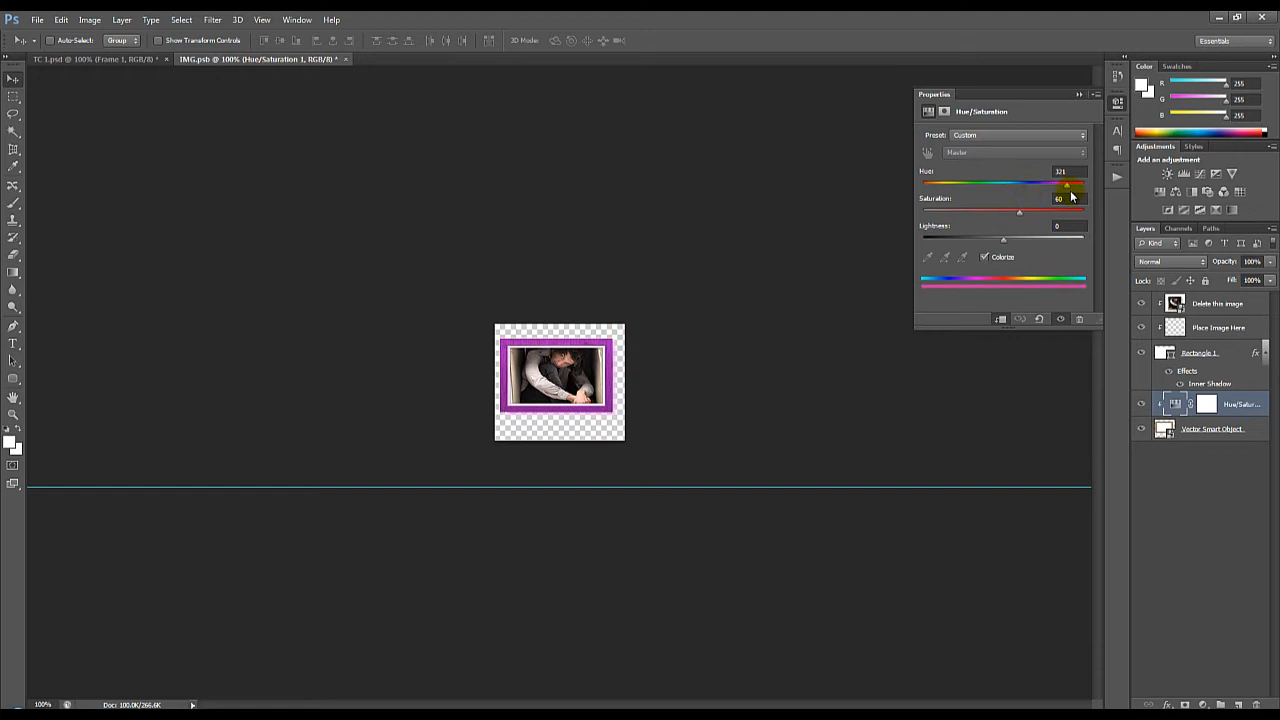 Ps File Edit Image Layer Type Select Filter 3D View Window Help
Auto-Select: Group Show Transform Controls 3D Mode: Essentials
TC 1.psd @ 100% (Frame 1, RGB/8) * × IMG.psb @ 100% (Hue/Saturation 1, RGB/8) * ×
Properties
Hue/Saturation
Preset: Custom
Master
Hue: 321
Saturation: 60
Lightness: 0
Colorize
Color Swatches
R 255
G 255
B 255
Adjustments Styles
Add an adjustment
Layers Channels Paths
Kind
Normal Opacity: 100%
Lock: Fill: 100%
Delete this image
Place Image Here
Rectangle 1 fx
Effects
Inner Shadow
Hue/Satur...
Vector Smart Object
100% Doc: 100.0K/266.6K